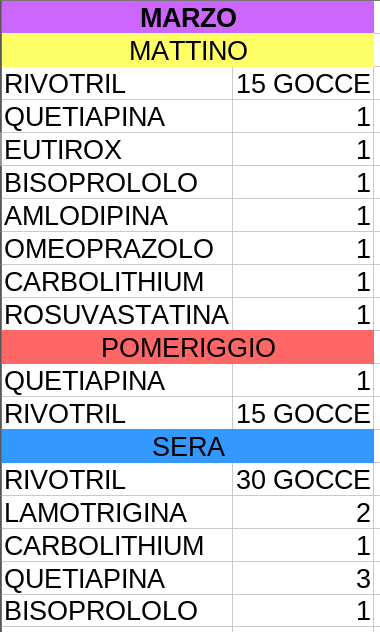 MARZO
MATTINO
RIVOTRIL 15 GOCCE
QUETIAPINA 1
EUTIROX 1
BISOPROLOLO 1
AMLODIPINA 1
OMEOPRAZOLO 1
CARBOLITHIUM 1
ROSUVASTATINA 1
POMERIGGIO
QUETIAPINA 1
RIVOTRIL 15 GOCCE
SERA
RIVOTRIL 30 GOCCE
LAMOTRIGINA 2
CARBOLITHIUM 1
QUETIAPINA 3
BISOPROLOLO 1